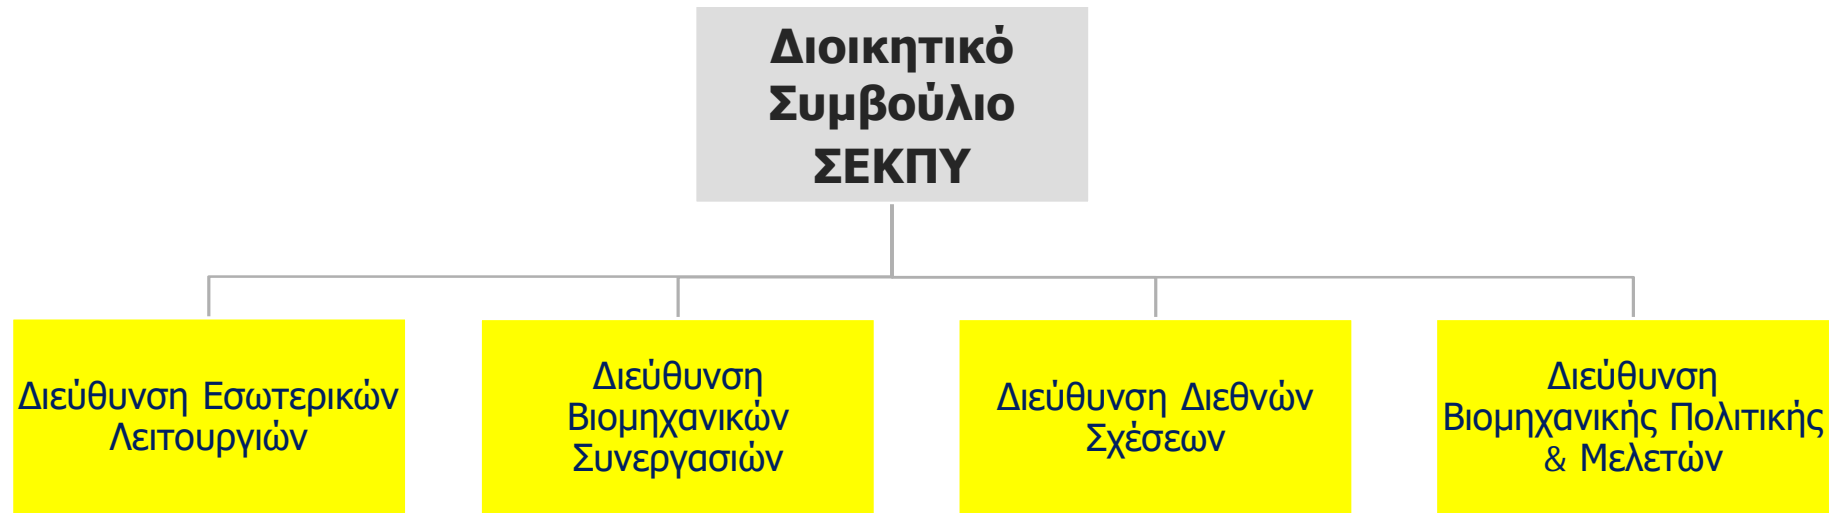 Διοικητικό
Συμβούλιο
ΣΕΚΠΥ
Διεύθυνση Εσωτερικών
Λειτουργιών
Διεύθυνση
Βιομηχανικών
Συνεργασιών
Διεύθυνση Διεθνών
Σχέσεων
Διεύθυνση
Βιομηχανικής Πολιτικής
& Μελετών